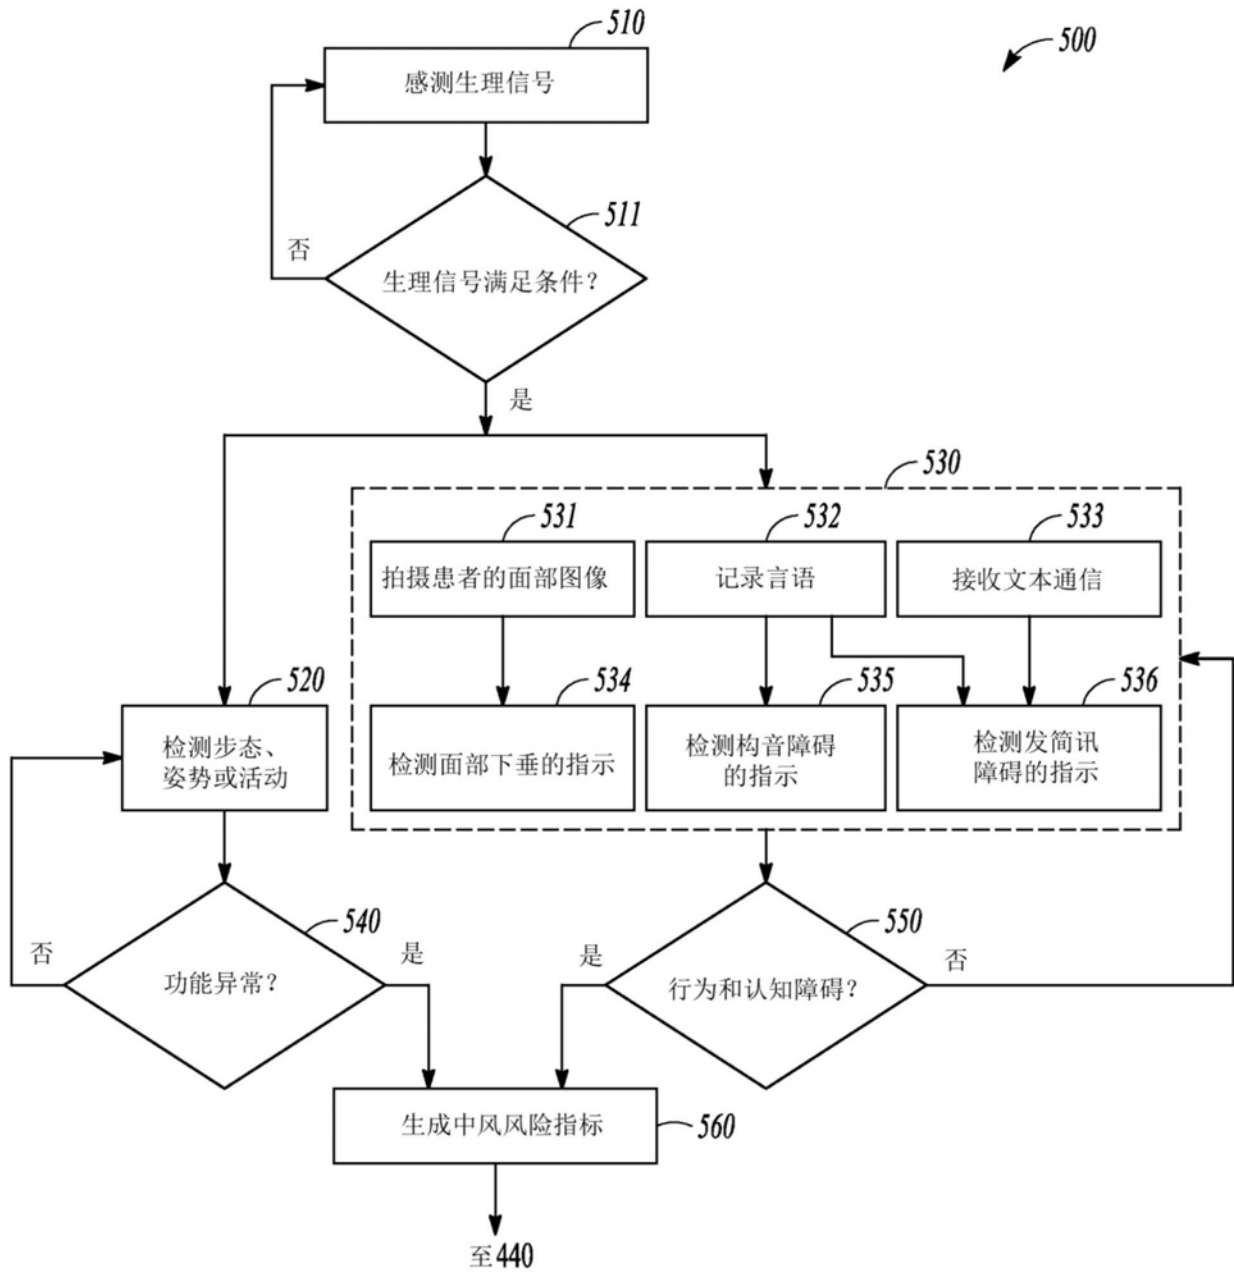 510
500
感测生理信号
511
否
生理信号满足条件?
是
530
531
532
533
拍摄患者的面部图像
记录言语
接收文本通信
520
534
535
536
检测步态、
姿势或活动
检测面部下垂的指示
检测构音障碍
的指示
检测发简讯
障碍的指示
540
550
否
是
是
否
功能异常?
行为和认知障碍?
生成中风风险指标
560
至440